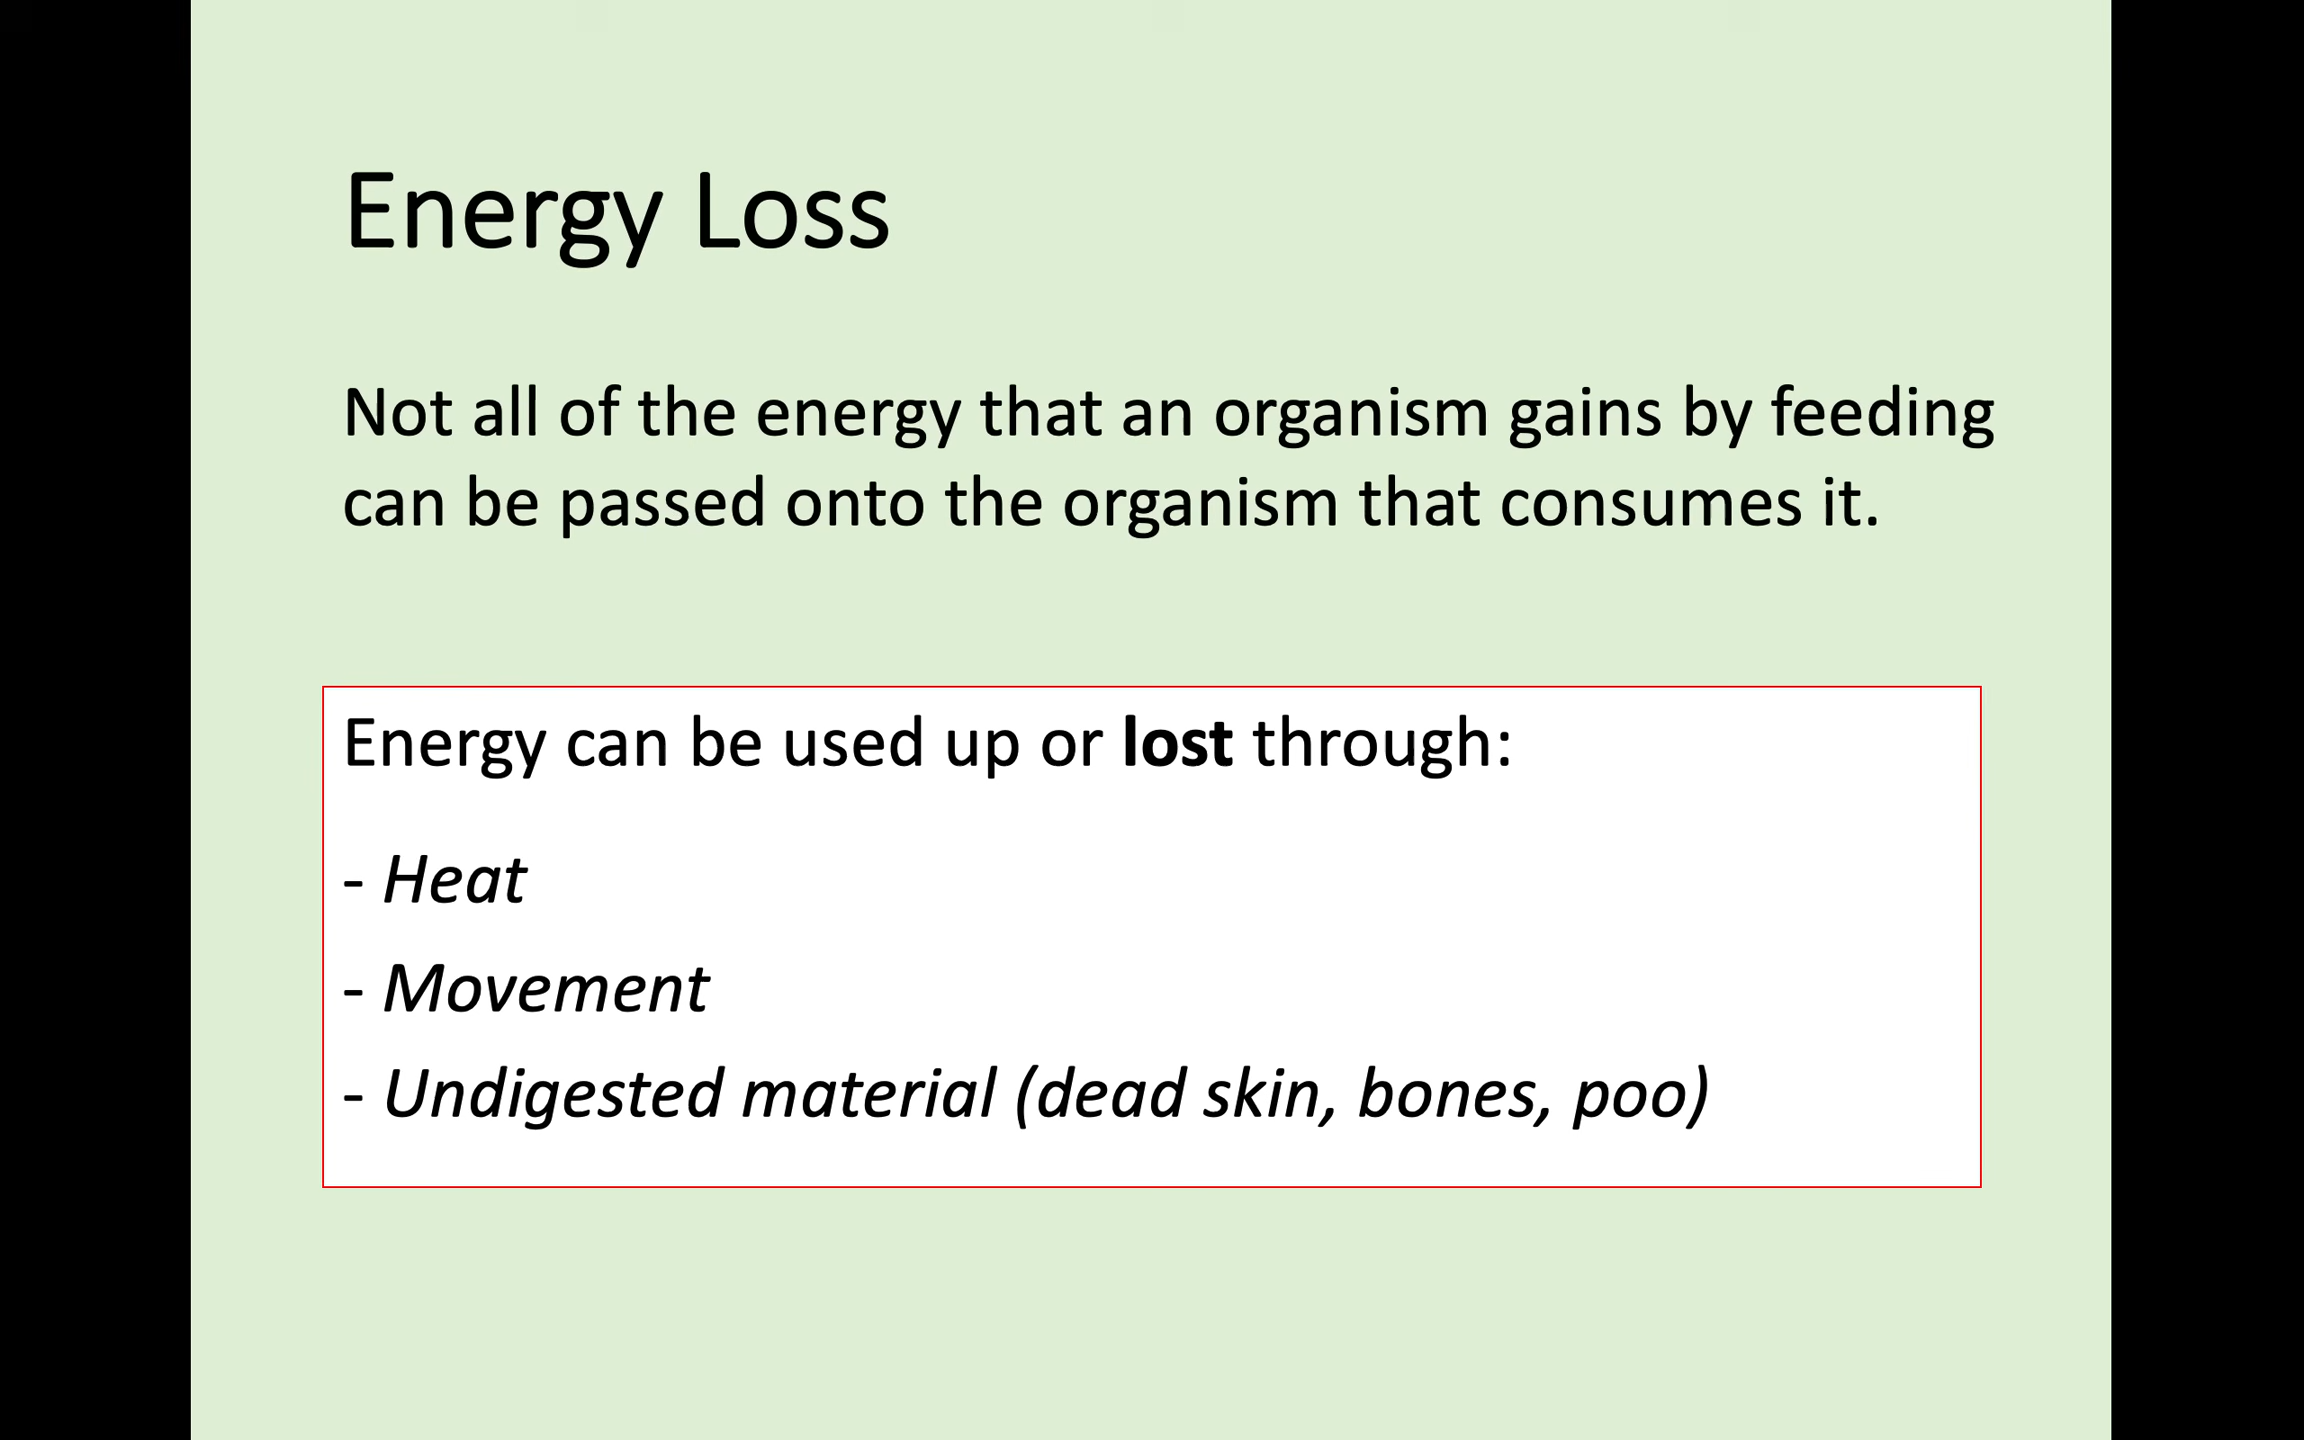 Energy Loss
Not all of the energy that an organism gains by feeding
can be passed onto the organism that consumes it.
Energy can be used up or lost through:
- Heat
- Movement
- Undigested material (dead skin, bones, poo)